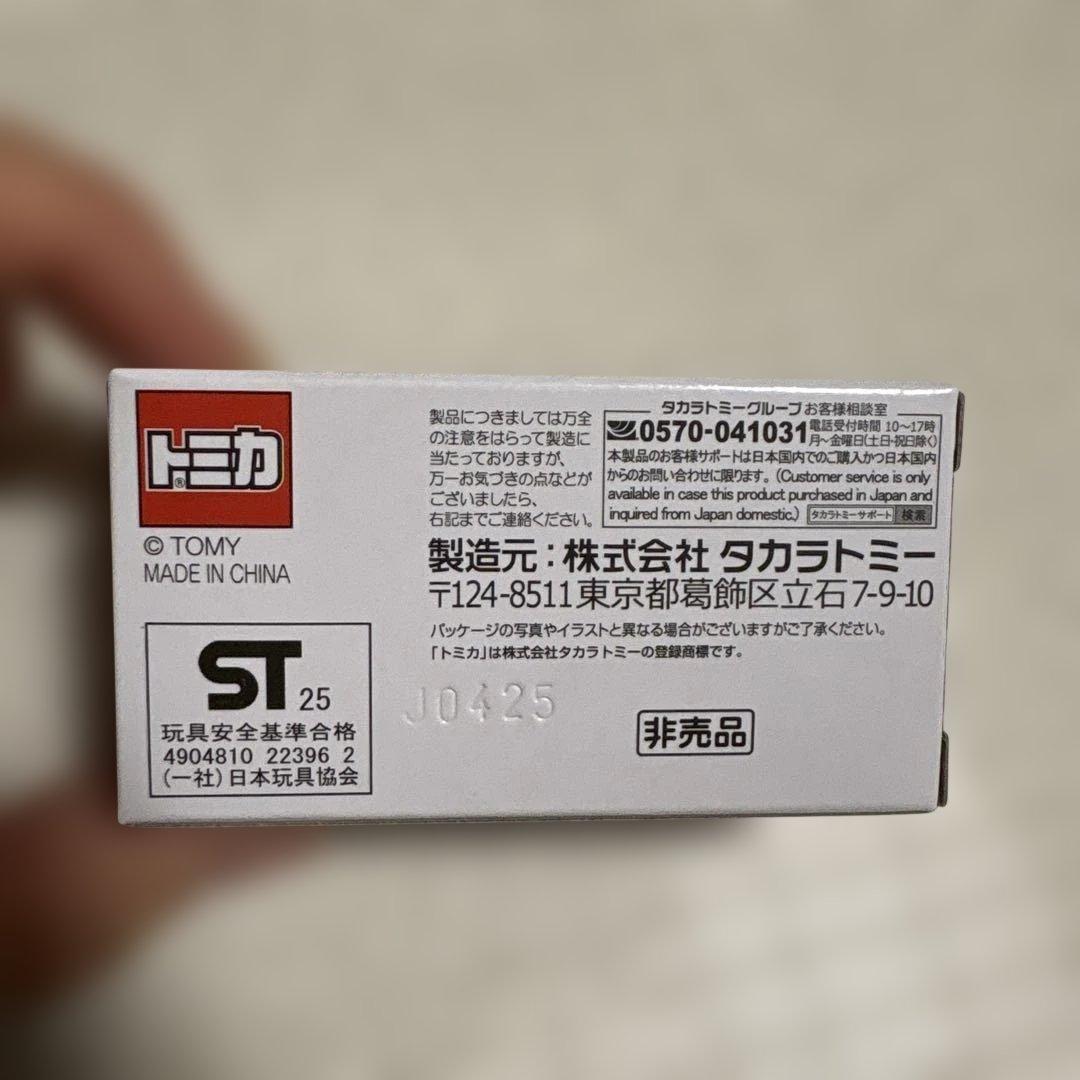 トミカ®
© TOMY
MADE IN CHINA
ST 25
玩具安全基準合格
4904810 22396 2
(一社)日本玩具協会
製品につきましては万全
の注意をはらって製造に
当たっておりますが、
万一お気づきの点などが
ございましたら、
右記までご連絡ください。
タカラトミーグループ お客様相談室
0570-041031 電話受付時間 10〜17時
月〜金曜日(土日・祝日除く)
本製品のお客様サポートは日本国内でのご購入かつ日本国内
からのお問い合わせに限ります。(Customer service is only
available in case this product purchased in Japan and
inquired from Japan domestic.) タカラトミーサポート 検索
製造元:株式会社 タカラトミー
〒124-8511 東京都葛飾区立石 7-9-10
パッケージの写真やイラストと異なる場合がございますがご了承ください。
「トミカ」は株式会社タカラトミーの登録商標です。
J0425
非売品